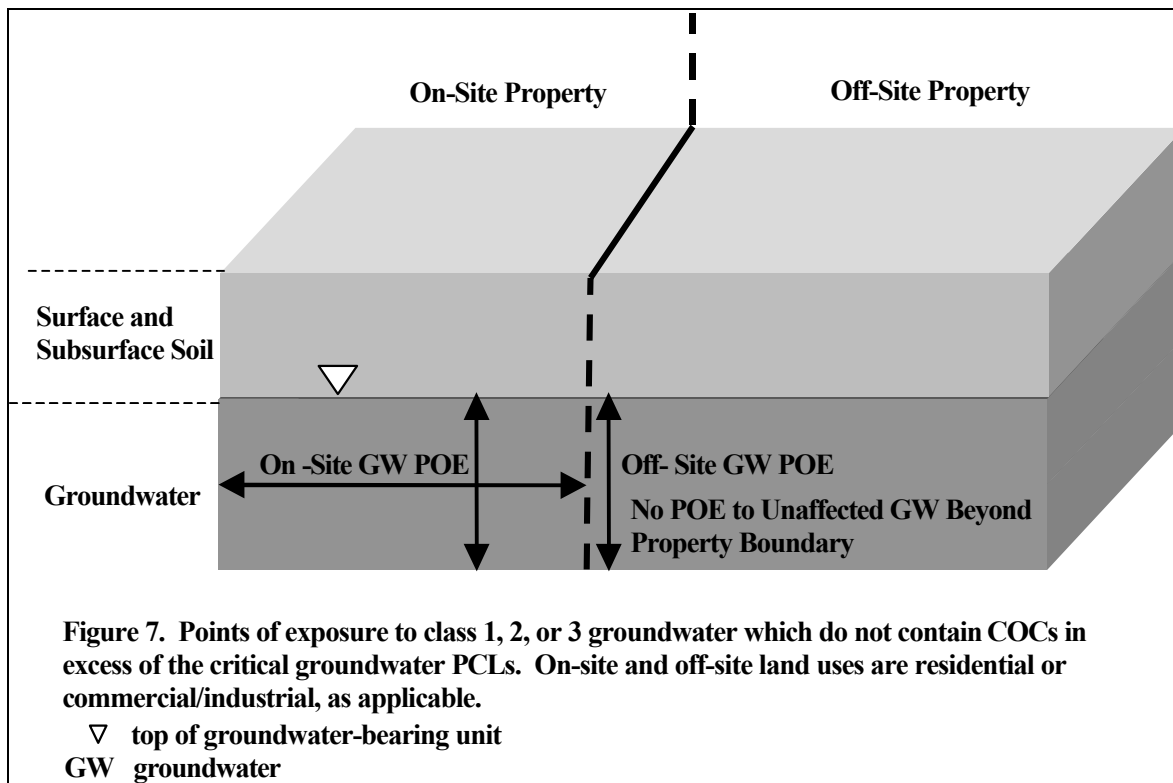 On-Site Property
Off-Site Property
Surface and
Subsurface Soil
Groundwater
On -Site GW POE
Off- Site GW POE
No POE to Unaffected GW Beyond
Property Boundary
Figure 7. Points of exposure to class 1, 2, or 3 groundwater which do not contain COCs in
excess of the critical groundwater PCLs. On-site and off-site land uses are residential or
commercial/industrial, as applicable.
▽ top of groundwater-bearing unit
GW groundwater